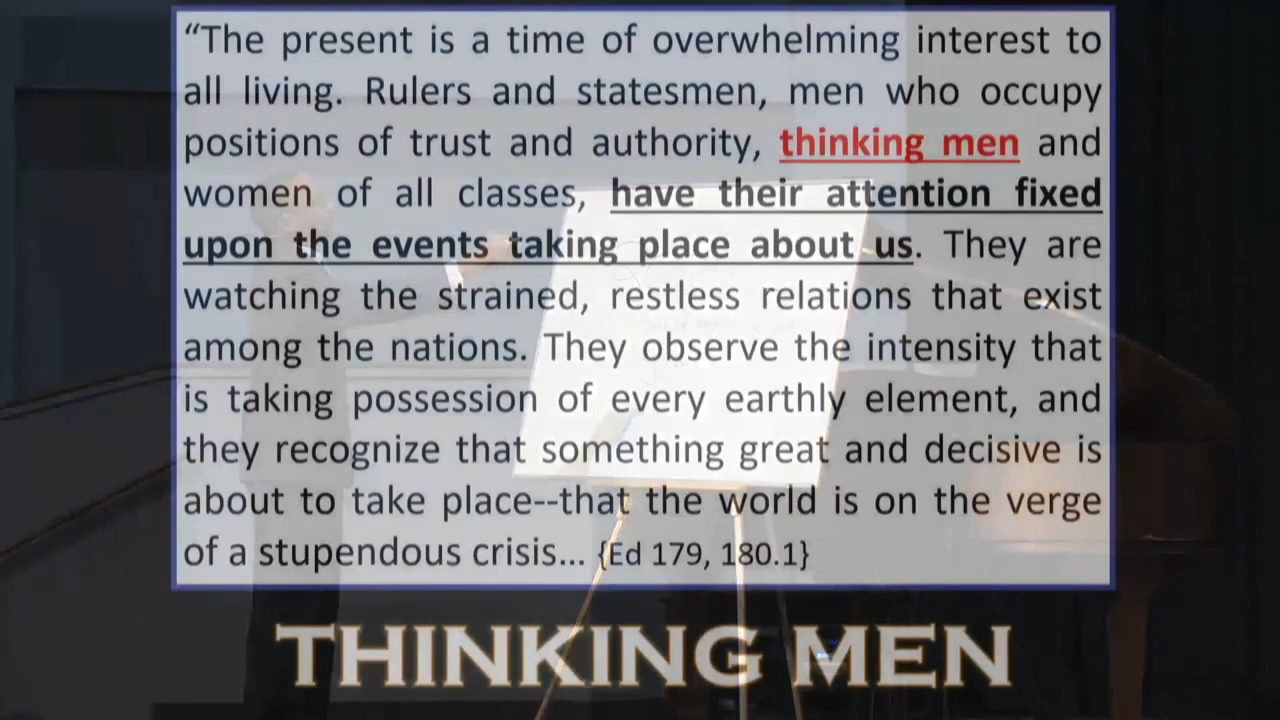 “The present is a time of overwhelming interest to
all living. Rulers and statesmen, men who occupy
positions of trust and authority, thinking men and
women of all classes, have their attention fixed
upon the events taking place about us. They are
watching the strained, restless relations that exist
among the nations. They observe the intensity that
is taking possession of every earthly element, and
they recognize that something great and decisive is
about to take place--that the world is on the verge
of a stupendous crisis... {Ed 179, 180.1}
THINKING MEN